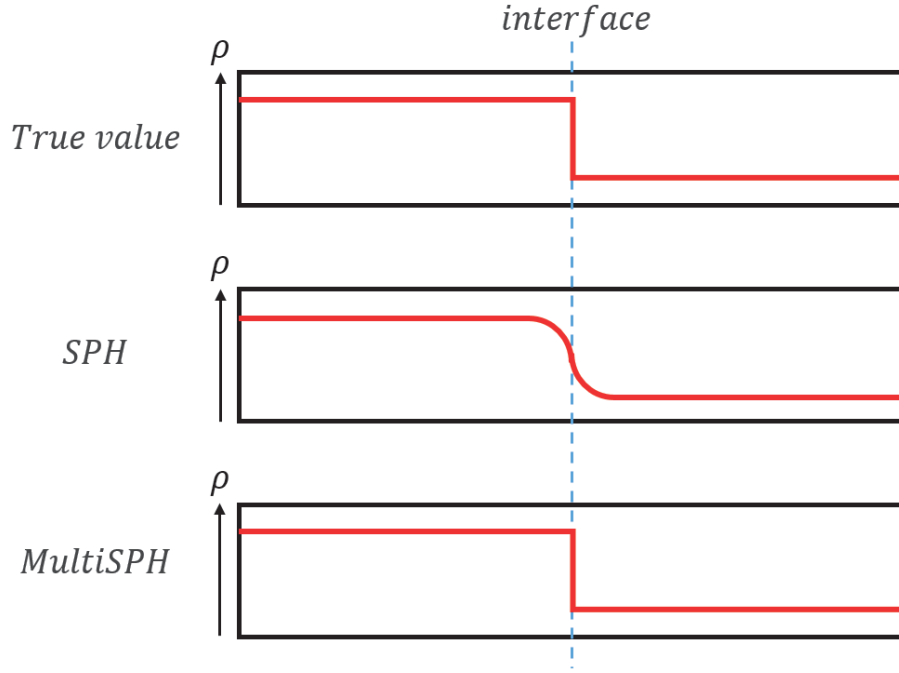 interface
ρ
True value
ρ
SPH
ρ
MultiSPH